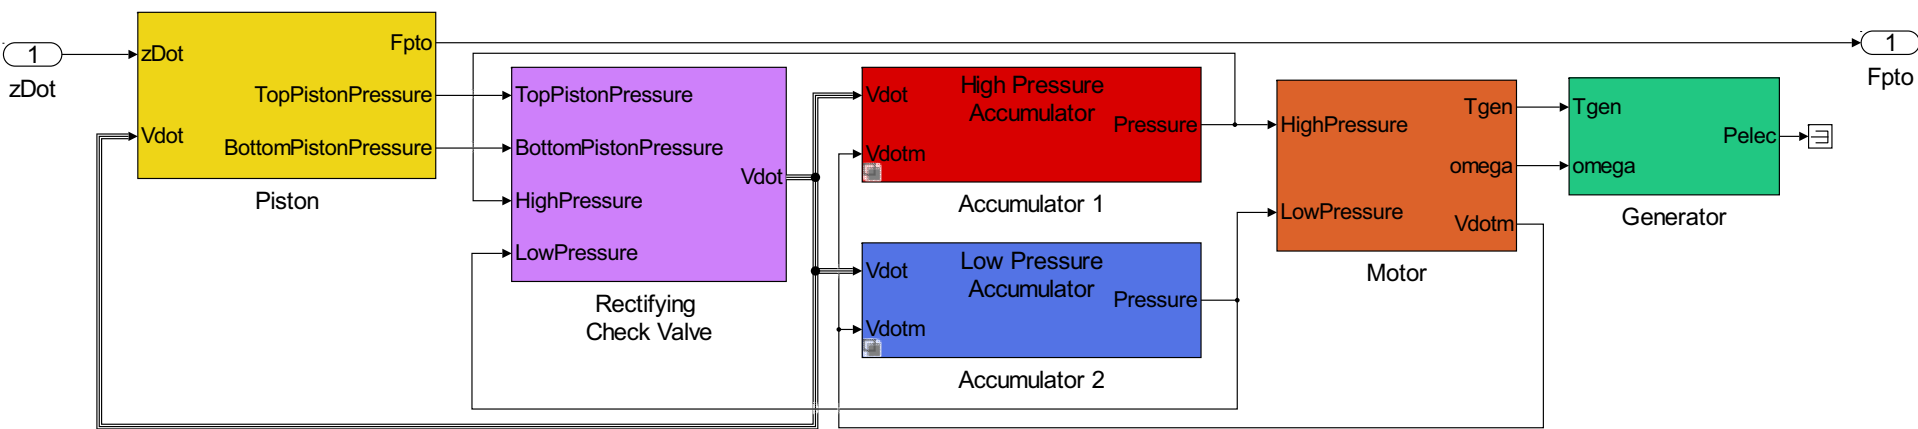 1
zDot
zDot
Vdot
Fpto
TopPistonPressure
BottomPistonPressure
Piston
TopPistonPressure
BottomPistonPressure
HighPressure
LowPressure
Vdot
Rectifying
Check Valve
Vdot
Vdotm
High Pressure
Accumulator
Pressure
Accumulator 1
Vdot
Vdotm
Low Pressure
Accumulator
Pressure
Accumulator 2
HighPressure
LowPressure
Tgen
omega
Vdotm
Motor
Tgen
omega
Pelec
Generator
1
Fpto